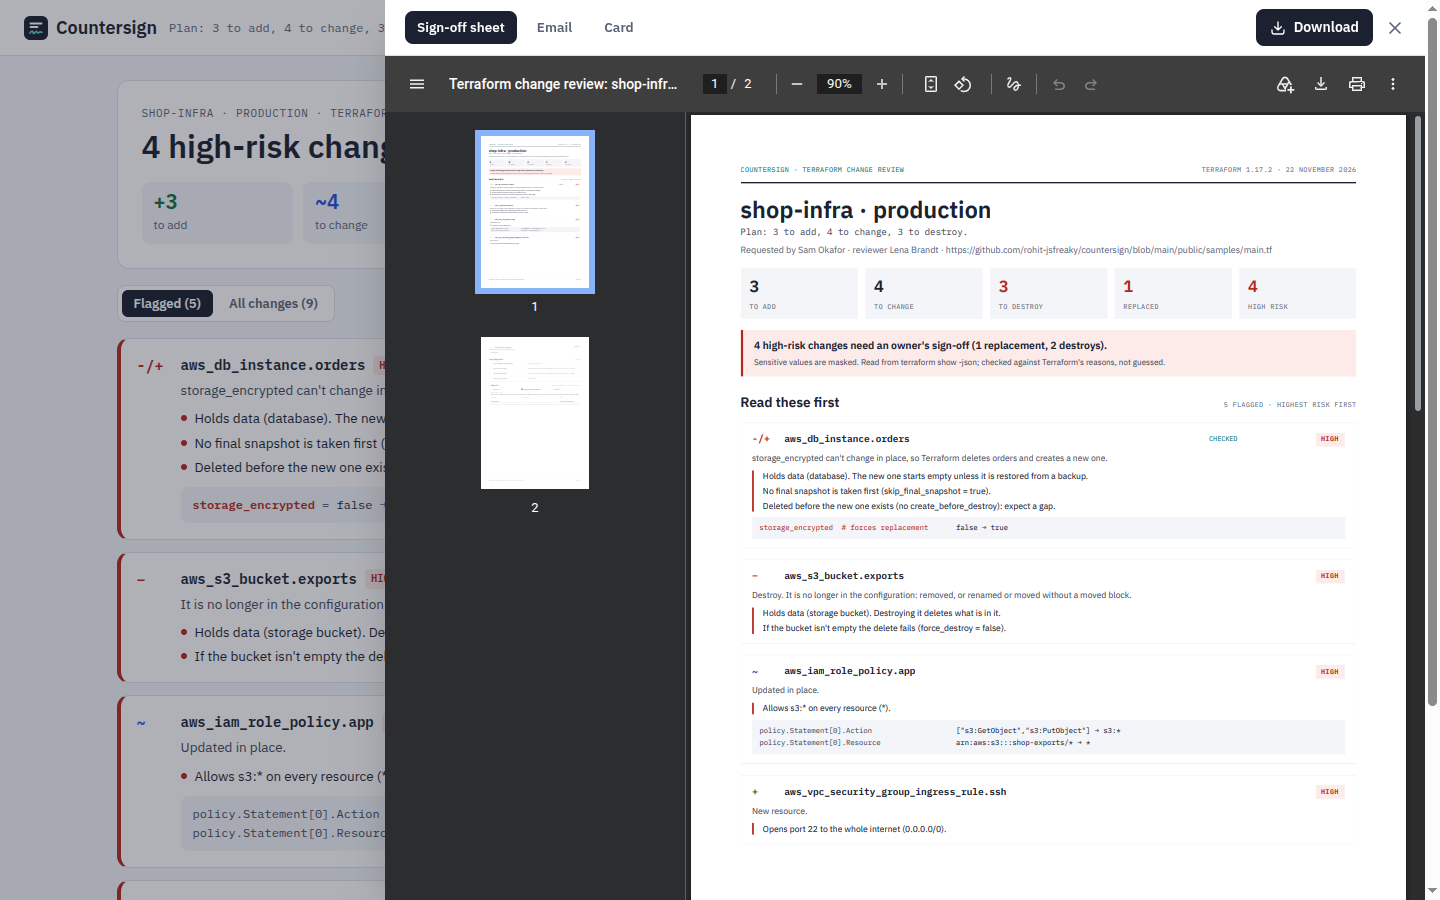 Countersign Plan: 3 to add, 4 to change, 3
SHOP-INFRA · PRODUCTION · TERRAFOR
4 high-risk chang
+3
to add
~4
to change
Flagged (5)
All changes (9)
-/+ aws_db_instance.orders H
storage_encrypted can't change in
Holds data (database). The new
No final snapshot is taken first (
Deleted before the new one exis
storage_encrypted = false →
− aws_s3_bucket.exports HIG
It is no longer in the configuration
Holds data (storage bucket). De
If the bucket isn't empty the del
~ aws_iam_role_policy.app
Updated in place.
Allows s3:* on every resource (*
policy.Statement[0].Action
policy.Statement[0].Resourc
Sign-off sheet
Email
Card
Download
Terraform change review: shop-infr...
1 / 2
90%
1
2
COUNTERSIGN · TERRAFORM CHANGE REVIEW
TERRAFORM 1.17.2 · 22 NOVEMBER 2026
shop-infra · production
Plan: 3 to add, 4 to change, 3 to destroy.
Requested by Sam Okafor · reviewer Lena Brandt · https://github.com/rohit-jsfreaky/countersign/blob/main/public/samples/main.tf
3
TO ADD
4
TO CHANGE
3
TO DESTROY
1
REPLACED
4
HIGH RISK
4 high-risk changes need an owner's sign-off (1 replacement, 2 destroys).
Sensitive values are masked. Read from terraform show -json; checked against Terraform's reasons, not guessed.
Read these first
5 FLAGGED · HIGHEST RISK FIRST
-/+ aws_db_instance.orders CHECKED HIGH
storage_encrypted can't change in place, so Terraform deletes orders and creates a new one.
Holds data (database). The new one starts empty unless it is restored from a backup.
No final snapshot is taken first (skip_final_snapshot = true).
Deleted before the new one exists (no create_before_destroy): expect a gap.
storage_encrypted # forces replacement false → true
− aws_s3_bucket.exports HIGH
Destroy. It is no longer in the configuration: removed, or renamed or moved without a moved block.
Holds data (storage bucket). Destroying it deletes what is in it.
If the bucket isn't empty the delete fails (force_destroy = false).
~ aws_iam_role_policy.app HIGH
Updated in place.
Allows s3:* on every resource (*).
policy.Statement[0].Action ["s3:GetObject","s3:PutObject"] → s3:*
policy.Statement[0].Resource arn:aws:s3:::shop-exports/* → *
+ aws_vpc_security_group_ingress_rule.ssh HIGH
New resource.
Opens port 22 to the whole internet (0.0.0.0/0).